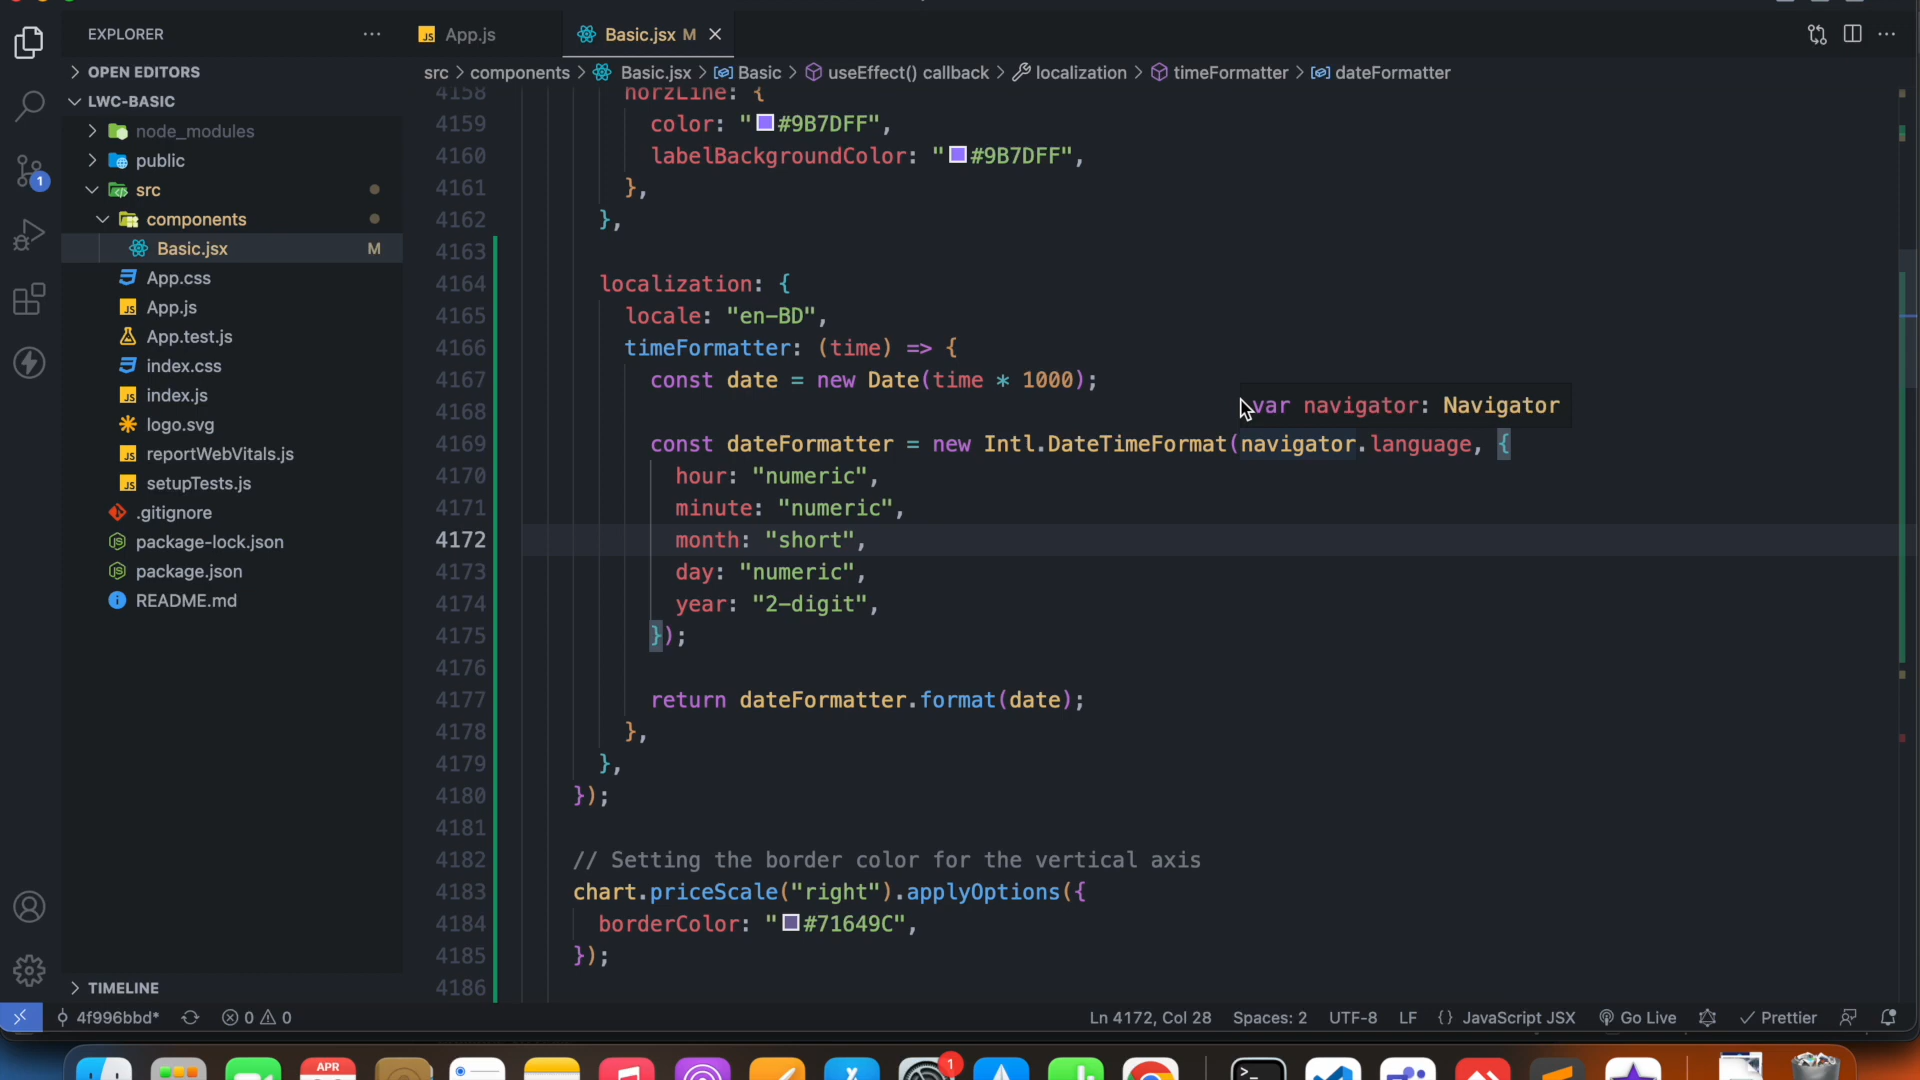 EXPLORER
OPEN EDITORS
LWC-BASIC
node_modules
public
src
components
Basic.jsx M
App.css
App.js
App.test.js
index.css
index.js
logo.svg
reportWebVitals.js
setupTests.js
.gitignore
package-lock.json
package.json
README.md
TIMELINE
1
JS App.js
Basic.jsx M
src > components > Basic.jsx > Basic > useEffect() callback > localization > timeFormatter > dateFormatter
4158 horzLine: {
4159 color: "#9B7DFF",
4160 labelBackgroundColor: "#9B7DFF",
4161 },
4162 },
4163
4164 localization: {
4165 locale: "en-BD",
4166 timeFormatter: (time) => {
4167 const date = new Date(time * 1000);
4168
var navigator: Navigator
4169 const dateFormatter = new Intl.DateTimeFormat(navigator.language, {
4170 hour: "numeric",
4171 minute: "numeric",
4172 month: "short",
4173 day: "numeric",
4174 year: "2-digit",
4175 });
4176
4177 return dateFormatter.format(date);
4178 },
4179 },
4180 });
4181
4182 // Setting the border color for the vertical axis
4183 chart.priceScale("right").applyOptions({
4184 borderColor: "#71649C",
4185 });
4186
4f996bbd* 0 0 Ln 4172, Col 28 Spaces: 2 UTF-8 LF {} JavaScript JSX Go Live Prettier
APR 1